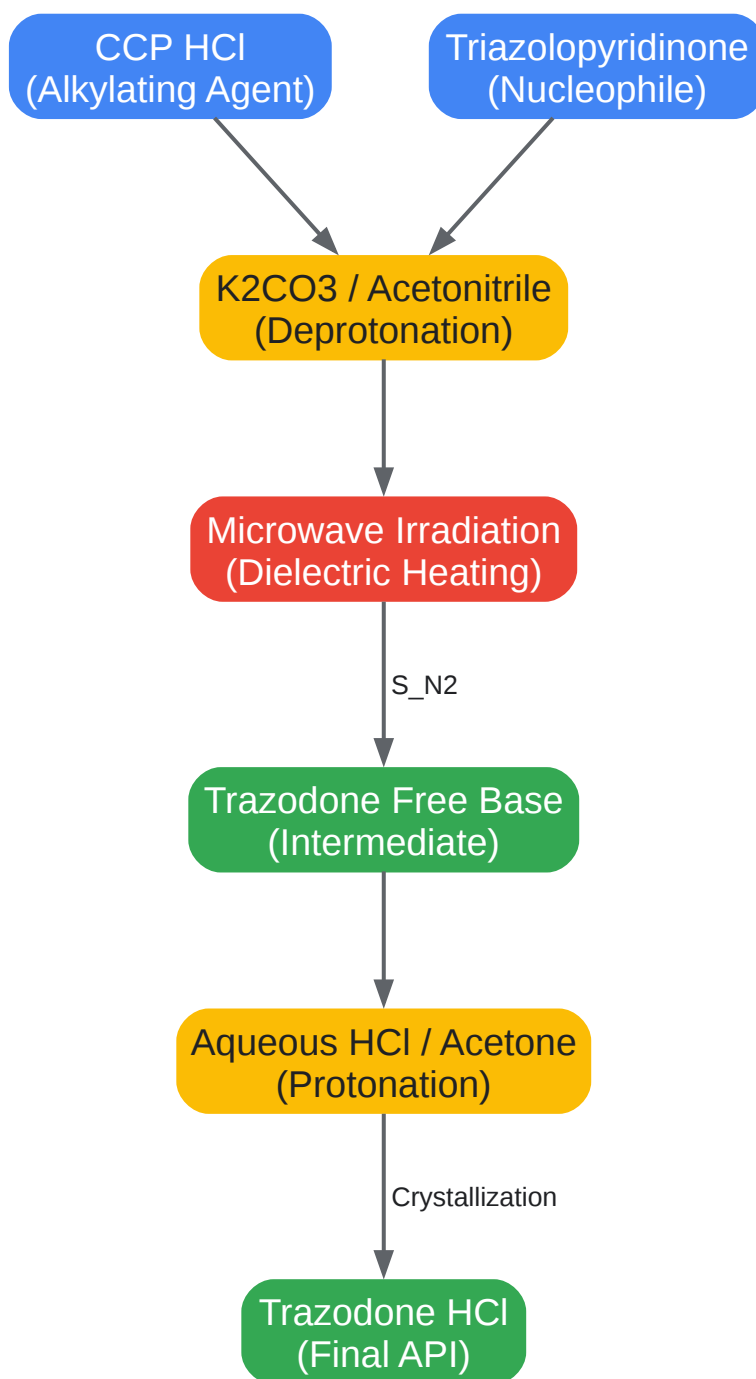 CCP HCl
(Alkylating Agent)
Triazolopyridinone
(Nucleophile)
K2CO3 / Acetonitrile
(Deprotonation)
Microwave Irradiation
(Dielectric Heating)
S_N2
Trazodone Free Base
(Intermediate)
Aqueous HCl / Acetone
(Protonation)
Crystallization
Trazodone HCl
(Final API)